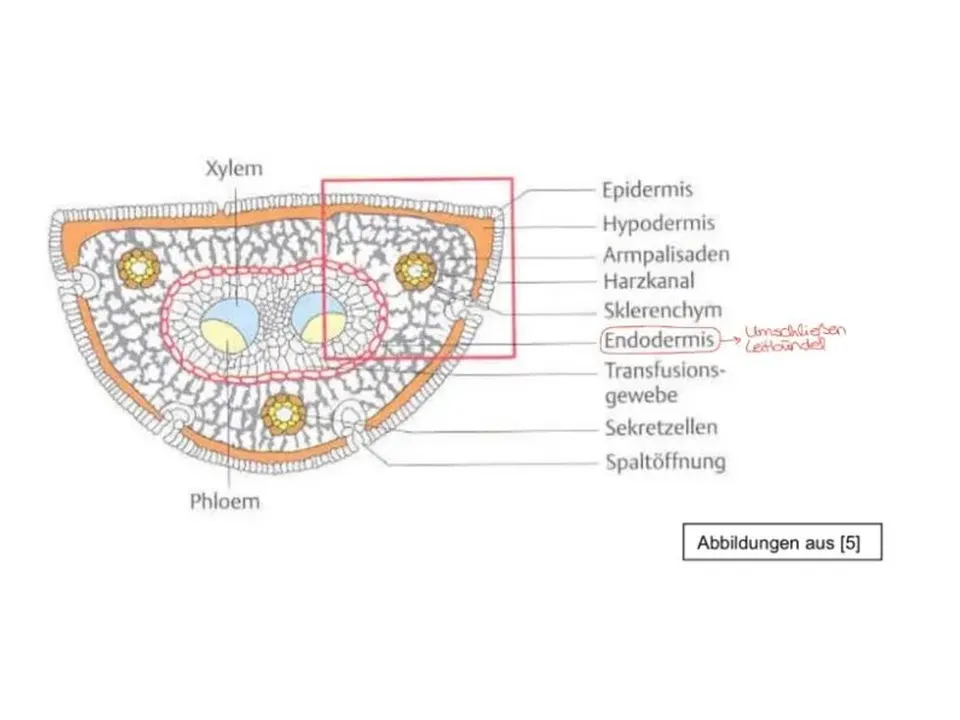 Xylem
Epidermis
Hypodermis
Armpalisaden
Harzkanal
Sklerenchym
Endodermis
Umschließen
Leitbündel
Transfusions-
gewebe
Sekretzellen
Spaltöffnung
Phloem
Abbildungen aus [5]